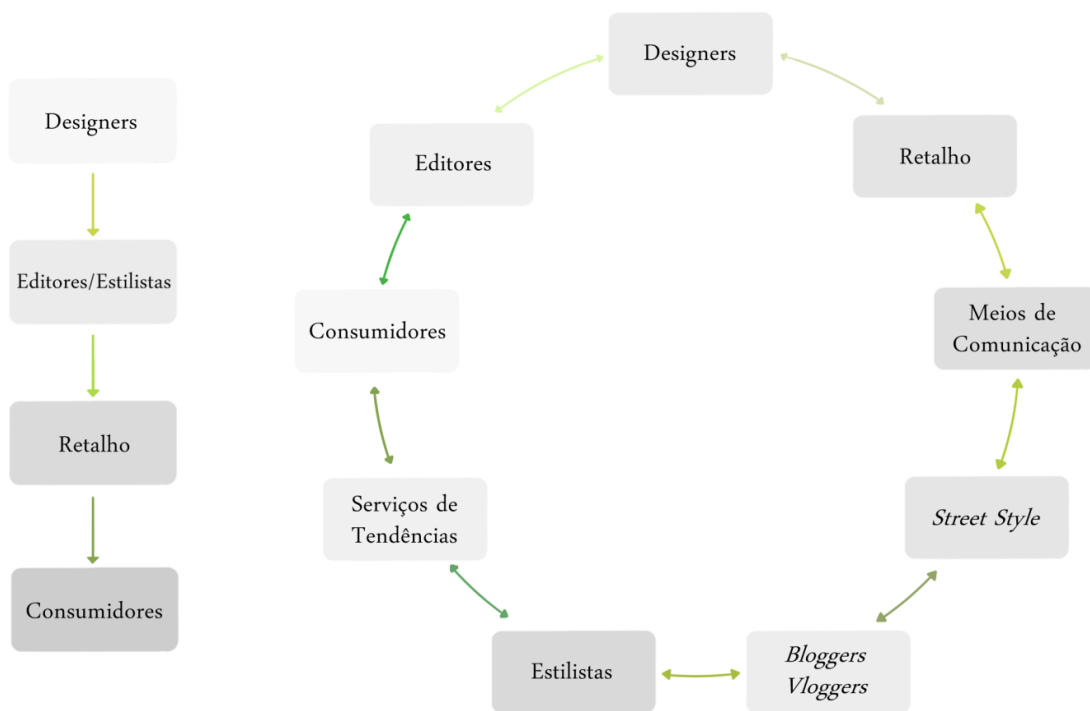 Designers
Editores/Estilistas
Retalho
Consumidores
Designers
Retalho
Meios de
Comunicação
Street Style
Bloggers
Vloggers
Estilistas
Serviços de
Tendências
Consumidores
Editores